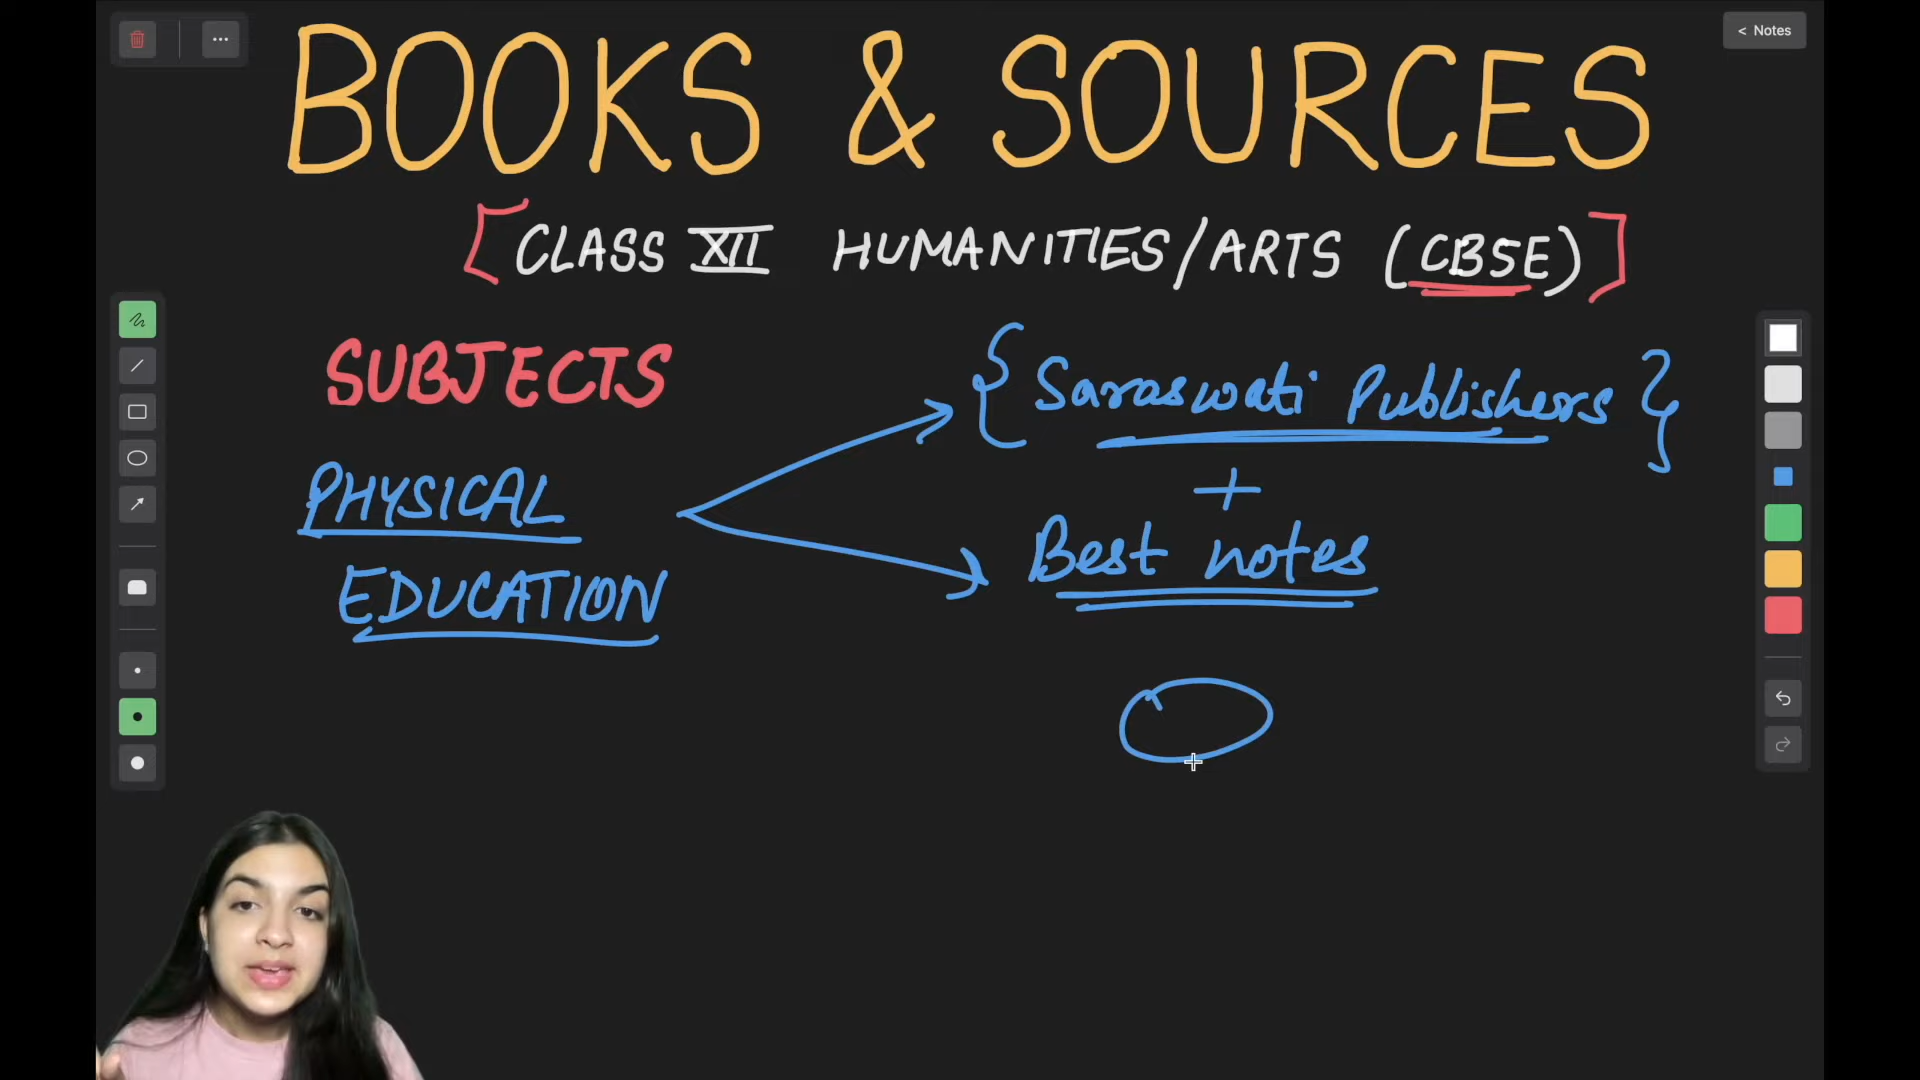 < Notes
BOOKS & SOURCES
[CLASS XII HUMANITIES/ARTS (CBSE)]
SUBJECTS
{Saraswati Publishers}
+
PHYSICAL
EDUCATION
Best notes